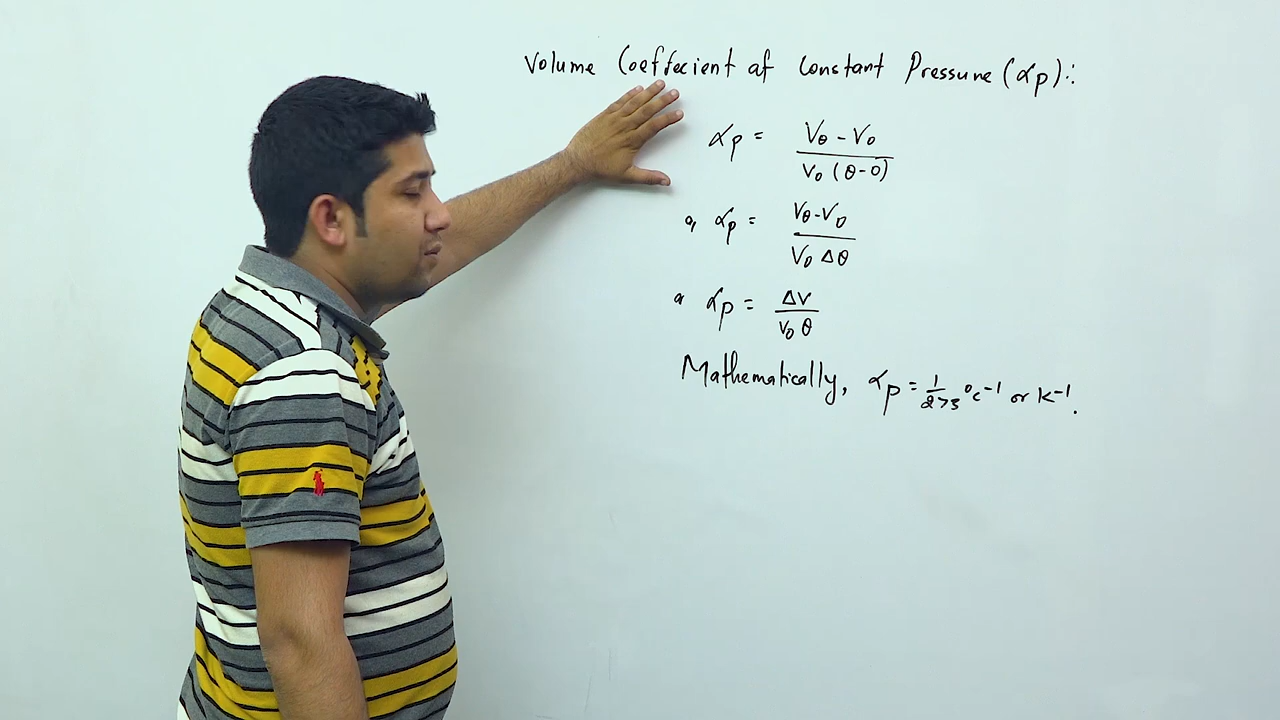 Volume Coeffecient at Constant Pressure (αp):
αp = Vθ - V0 / V0 (θ-0)
or αp = Vθ-V0 / V0 Δθ
or αp = ΔV / V0 θ
Mathematically, αp = 1/273 °c-1 or k-1.